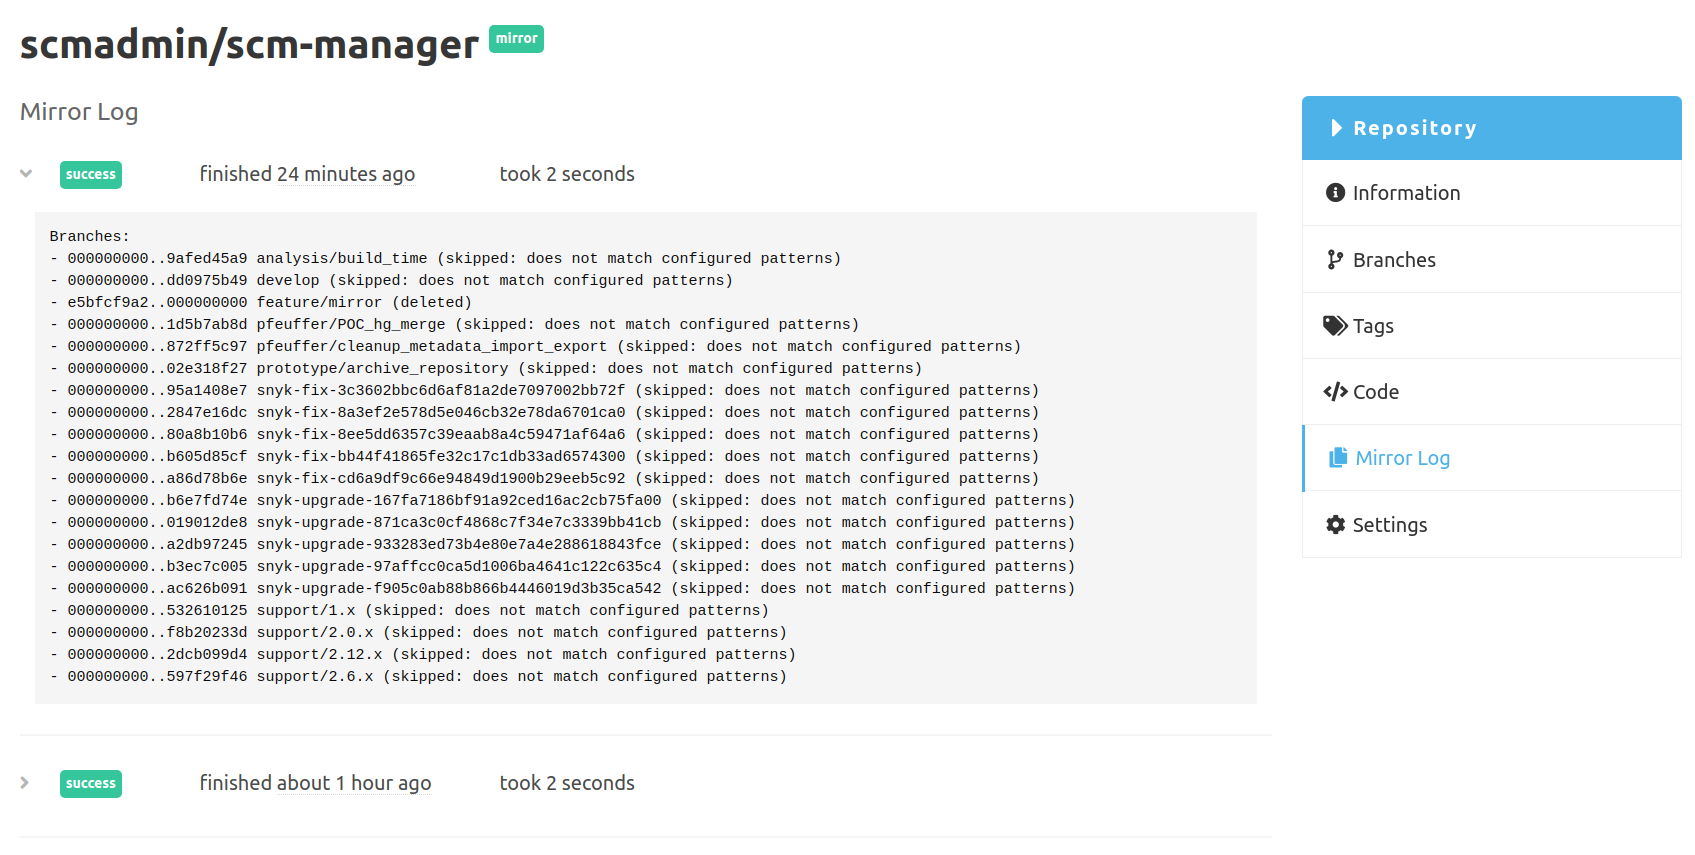 scmadmin/scm-manager mirror
Mirror Log
success finished 24 minutes ago took 2 seconds
Branches:
- 000000000..9afed45a9 analysis/build_time (skipped: does not match configured patterns)
- 000000000..dd0975b49 develop (skipped: does not match configured patterns)
- e5bfcf9a2..000000000 feature/mirror (deleted)
- 000000000..1d5b7ab8d pfeuffer/POC_hg_merge (skipped: does not match configured patterns)
- 000000000..872ff5c97 pfeuffer/cleanup_metadata_import_export (skipped: does not match configured patterns)
- 000000000..02e318f27 prototype/archive_repository (skipped: does not match configured patterns)
- 000000000..95a1408e7 snyk-fix-3c3602bbc6d6af81a2de7097002bb72f (skipped: does not match configured patterns)
- 000000000..2847e16dc snyk-fix-8a3ef2e578d5e046cb32e78da6701ca0 (skipped: does not match configured patterns)
- 000000000..80a8b10b6 snyk-fix-8ee5dd6357c39eaab8a4c59471af64a6 (skipped: does not match configured patterns)
- 000000000..b605d85cf snyk-fix-bb44f41865fe32c17c1db33ad6574300 (skipped: does not match configured patterns)
- 000000000..a86d78b6e snyk-fix-cd6a9df9c66e94849d1900b29eeb5c92 (skipped: does not match configured patterns)
- 000000000..b6e7fd74e snyk-upgrade-167fa7186bf91a92ced16ac2cb75fa00 (skipped: does not match configured patterns)
- 000000000..019012de8 snyk-upgrade-871ca3c0cf4868c7f34e7c3339bb41cb (skipped: does not match configured patterns)
- 000000000..a2db97245 snyk-upgrade-933283ed73b4e80e7a4e288618843fce (skipped: does not match configured patterns)
- 000000000..b3ec7c005 snyk-upgrade-97affcc0ca5d1006ba4641c122c635c4 (skipped: does not match configured patterns)
- 000000000..ac626b091 snyk-upgrade-f905c0ab88b866b4446019d3b35ca542 (skipped: does not match configured patterns)
- 000000000..532610125 support/1.x (skipped: does not match configured patterns)
- 000000000..f8b20233d support/2.0.x (skipped: does not match configured patterns)
- 000000000..2dcb099d4 support/2.12.x (skipped: does not match configured patterns)
- 000000000..597f29f46 support/2.6.x (skipped: does not match configured patterns)
success finished about 1 hour ago took 2 seconds
Repository
Information
Branches
Tags
Code
Mirror Log
Settings